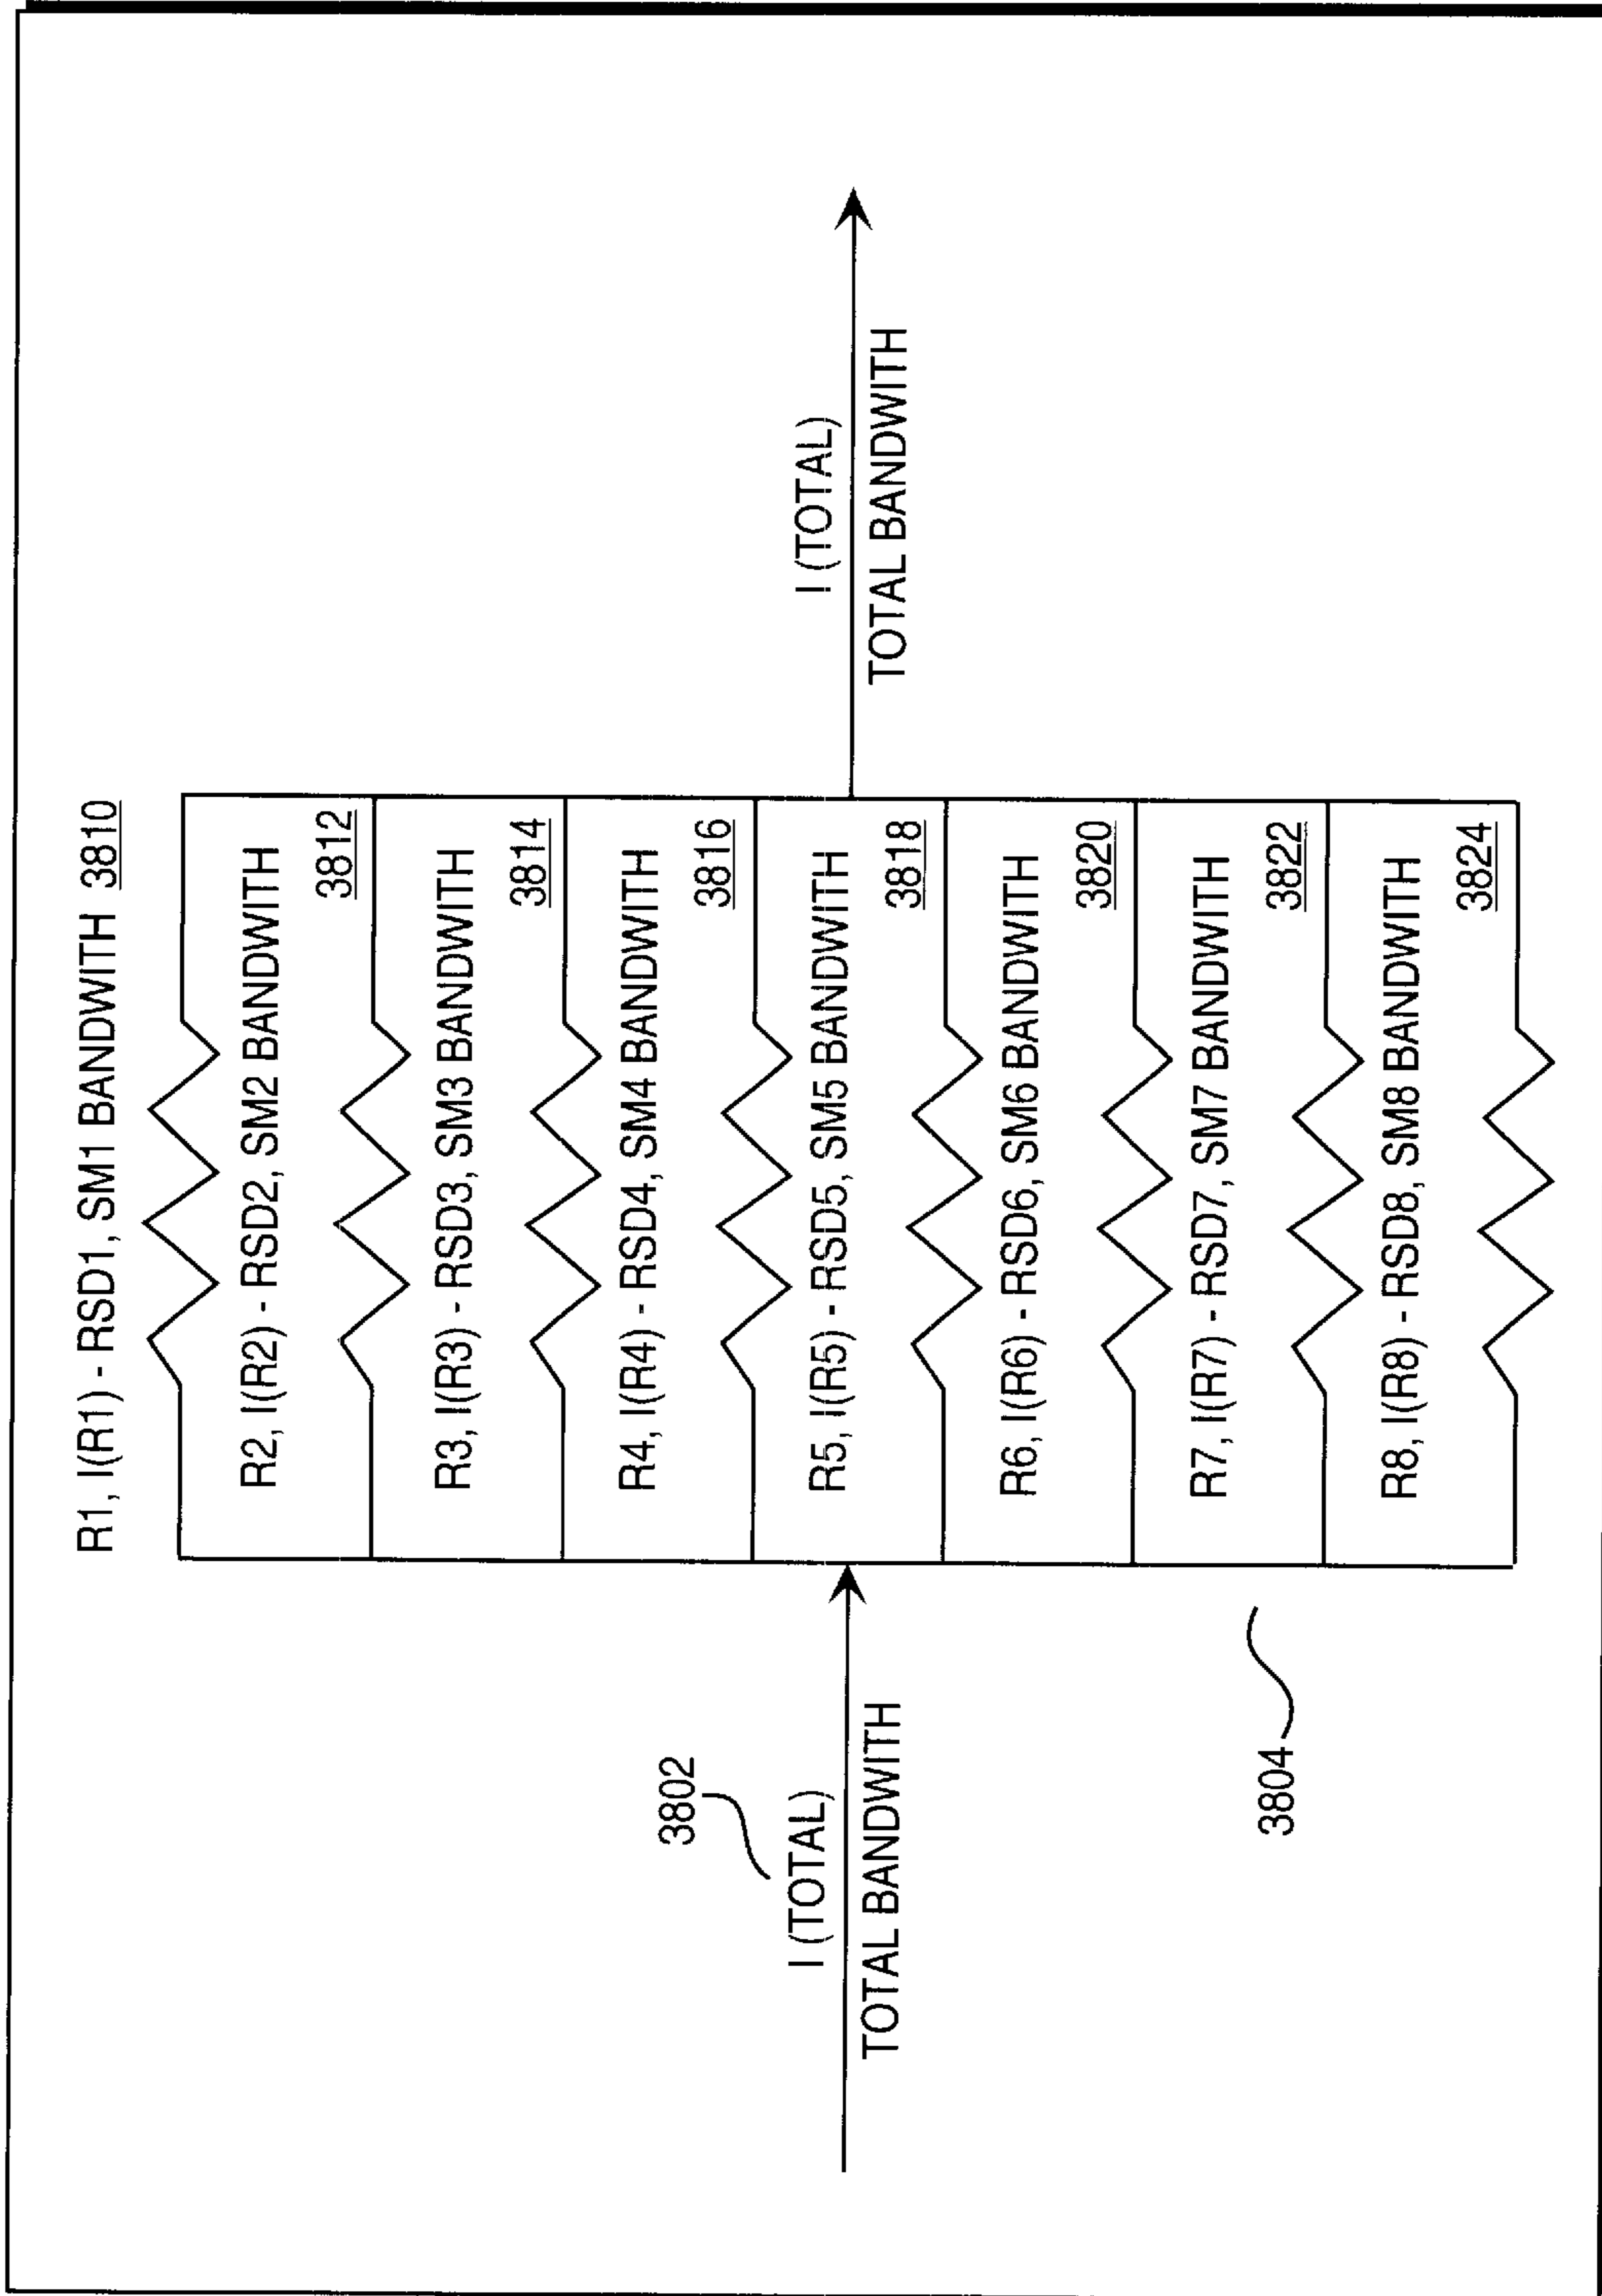 R1, I(R1) - RSD1, SM1 BANDWITH 3810
R2, I(R2) - RSD2, SM2 BANDWITH
3812
R3, I(R3) - RSD3, SM3 BANDWITH
3814
R4, I(R4) - RSD4, SM4 BANDWITH
3816
R5, I(R5) - RSD5, SM5 BANDWITH
3818
R6, I(R6) - RSD6, SM6 BANDWITH
3820
R7, I(R7) - RSD7, SM7 BANDWITH
3822
R8, I(R8) - RSD8, SM8 BANDWITH
3824
3802
I (TOTAL)
TOTAL BANDWITH
3804
I (TOTAL)
TOTAL BANDWITH